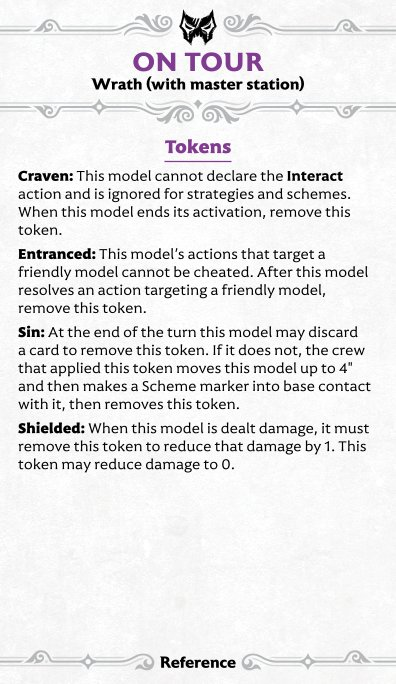 ON TOUR
Wrath (with master station)
Tokens
Craven: This model cannot declare the Interact
action and is ignored for strategies and schemes.
When this model ends its activation, remove this
token.
Entranced: This model's actions that target a
friendly model cannot be cheated. After this model
resolves an action targeting a friendly model,
remove this token.
Sin: At the end of the turn this model may discard
a card to remove this token. If it does not, the crew
that applied this token moves this model up to 4"
and then makes a Scheme marker into base contact
with it, then removes this token.
Shielded: When this model is dealt damage, it must
remove this token to reduce that damage by 1. This
token may reduce damage to 0.
Reference